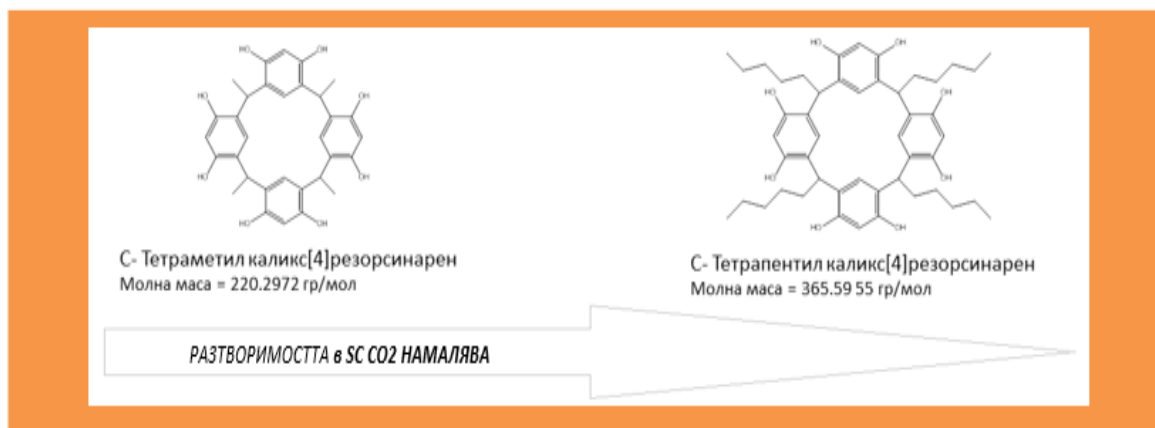 HO
OH
HO
OH
HO
OH
HO
OH
С- Тетраметил каликс[4]резорсинарен
Молна маса = 220.2972 гр/мол
HO
OH
HO
OH
HO
OH
HO
OH
С- Тетрапентил каликс[4]резорсинарен
Молна маса = 365.59 55 гр/мол
РАЗТВОРИМОСТТА в SC CO2 НАМАЛЯВА